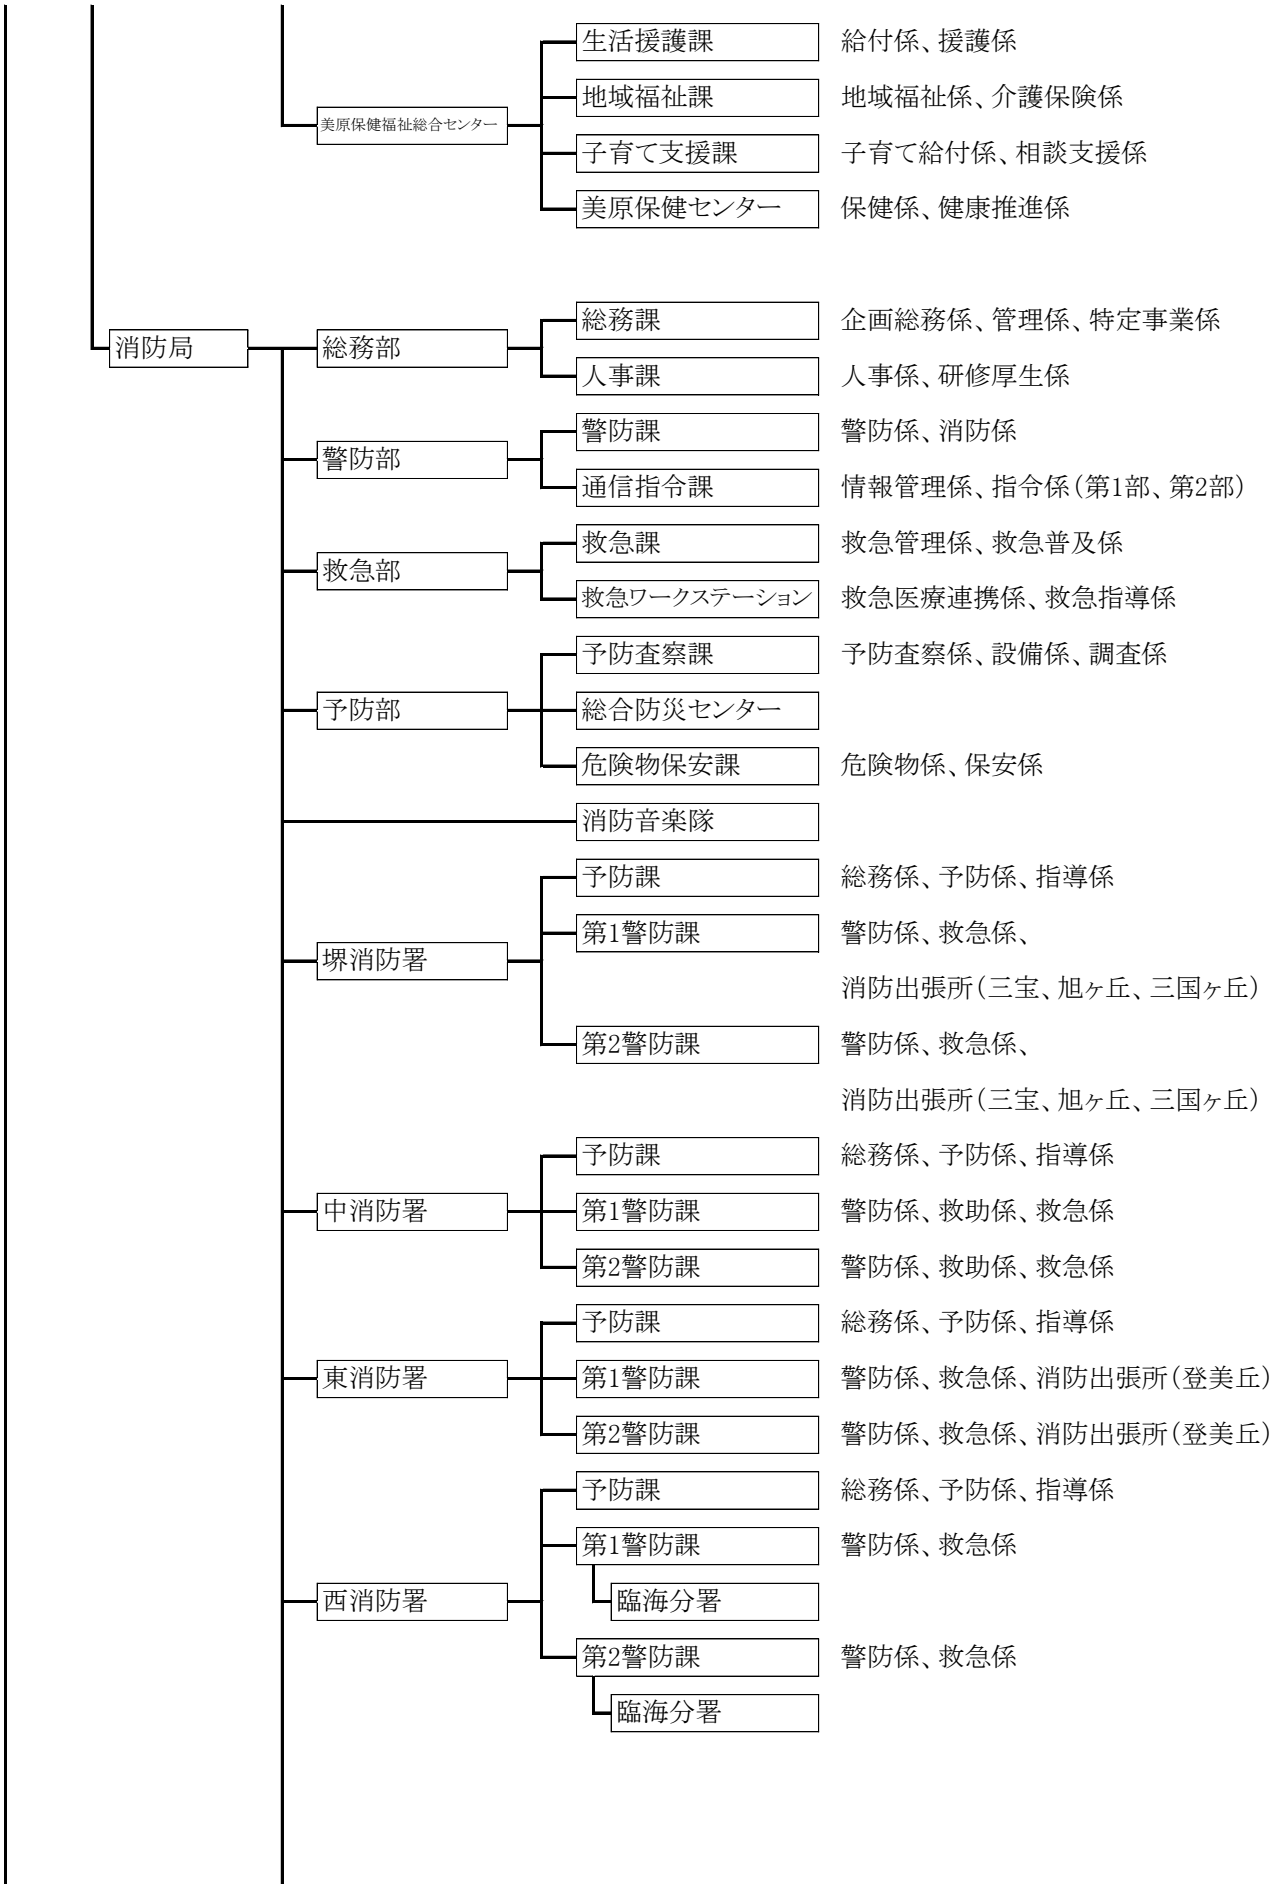 生活援護課 給付係、援護係
地域福祉課 地域福祉係、介護保険係
美原保健福祉総合センター
子育て支援課 子育て給付係、相談支援係
美原保健センター 保健係、健康推進係
総務課 企画総務係、管理係、特定事業係
消防局 総務部
人事課 人事係、研修厚生係
警防課 警防係、消防係
警防部
通信指令課 情報管理係、指令係(第1部、第2部)
救急課 救急管理係、救急普及係
救急部
救急ワークステーション 救急医療連携係、救急指導係
予防査察課 予防査察係、設備係、調査係
予防部 総合防災センター
危険物保安課 危険物係、保安係
消防音楽隊
予防課 総務係、予防係、指導係
第1警防課 警防係、救急係、
堺消防署
消防出張所(三宝、旭ヶ丘、三国ヶ丘)
第2警防課 警防係、救急係、
消防出張所(三宝、旭ヶ丘、三国ヶ丘)
予防課 総務係、予防係、指導係
中消防署 第1警防課 警防係、救助係、救急係
第2警防課 警防係、救助係、救急係
予防課 総務係、予防係、指導係
東消防署 第1警防課 警防係、救急係、消防出張所(登美丘)
第2警防課 警防係、救急係、消防出張所(登美丘)
予防課 総務係、予防係、指導係
第1警防課 警防係、救急係
西消防署 臨海分署
第2警防課 警防係、救急係
臨海分署